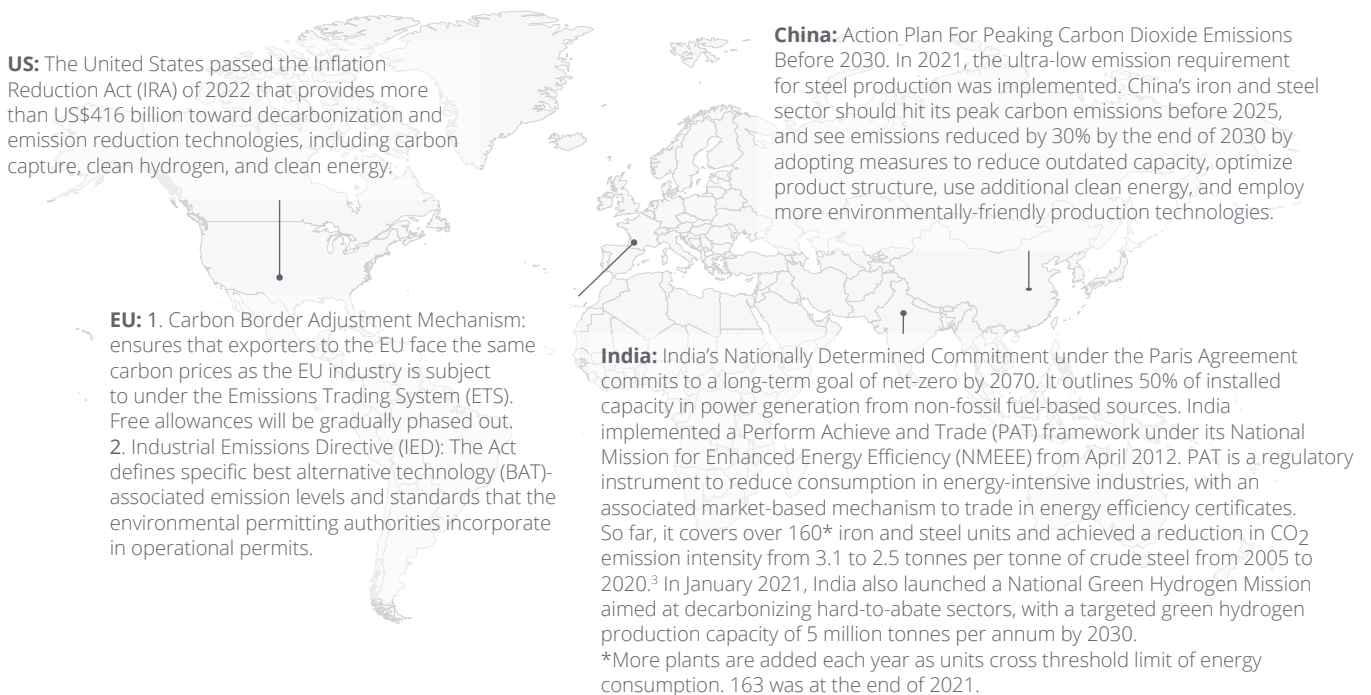 US: The United States passed the Inflation
Reduction Act (IRA) of 2022 that provides more
than US$416 billion toward decarbonization and
emission reduction technologies, including carbon
capture, clean hydrogen, and clean energy.
China: Action Plan For Peaking Carbon Dioxide Emissions
Before 2030. In 2021, the ultra-low emission requirement
for steel production was implemented. China’s iron and steel
sector should hit its peak carbon emissions before 2025,
and see emissions reduced by 30% by the end of 2030 by
adopting measures to reduce outdated capacity, optimize
product structure, use additional clean energy, and employ
more environmentally-friendly production technologies.
EU: 1. Carbon Border Adjustment Mechanism:
ensures that exporters to the EU face the same
carbon prices as the EU industry is subject
to under the Emissions Trading System (ETS).
Free allowances will be gradually phased out.
2. Industrial Emissions Directive (IED): The Act
defines specific best alternative technology (BAT)-
associated emission levels and standards that the
environmental permitting authorities incorporate
in operational permits.
India: India’s Nationally Determined Commitment under the Paris Agreement
commits to a long-term goal of net-zero by 2070. It outlines 50% of installed
capacity in power generation from non-fossil fuel-based sources. India
implemented a Perform Achieve and Trade (PAT) framework under its National
Mission for Enhanced Energy Efficiency (NMEEE) from April 2012. PAT is a regulatory
instrument to reduce consumption in energy-intensive industries, with an
associated market-based mechanism to trade in energy efficiency certificates.
So far, it covers over 160* iron and steel units and achieved a reduction in CO2
emission intensity from 3.1 to 2.5 tonnes per tonne of crude steel from 2005 to
2020.³ In January 2021, India also launched a National Green Hydrogen Mission
aimed at decarbonizing hard-to-abate sectors, with a targeted green hydrogen
production capacity of 5 million tonnes per annum by 2030.
*More plants are added each year as units cross threshold limit of energy
consumption. 163 was at the end of 2021.